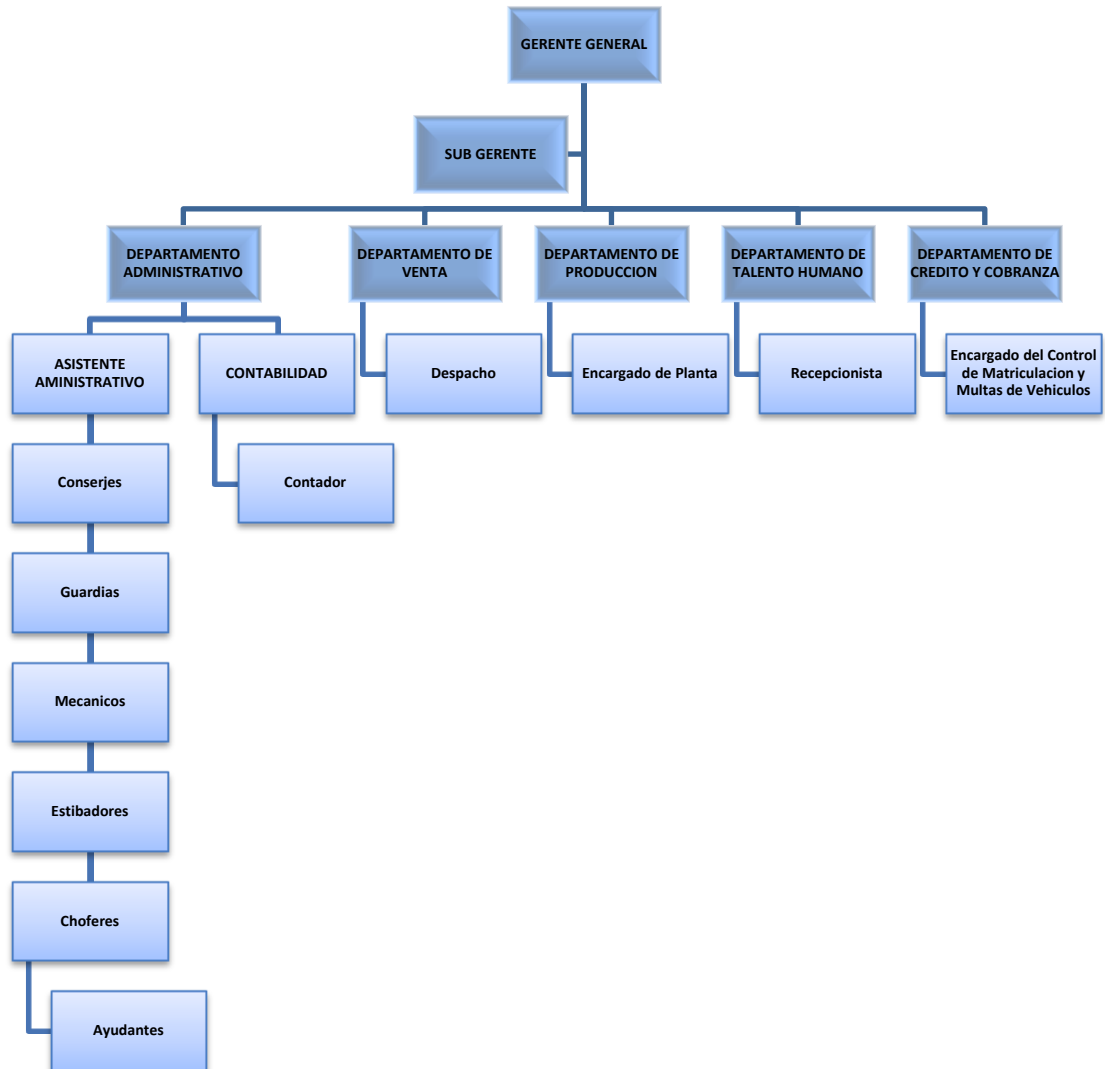 GERENTE GENERAL
SUB GERENTE
DEPARTAMENTO
ADMINISTRATIVO
DEPARTAMENTO DE
VENTA
DEPARTAMENTO DE
PRODUCCION
DEPARTAMENTO DE
TALENTO HUMANO
DEPARTAMENTO DE
CREDITO Y COBRANZA
ASISTENTE
AMINISTRATIVO
CONTABILIDAD
Despacho
Encargado de Planta
Recepcionista
Encargado del Control
de Matriculacion y
Multas de Vehiculos
Conserjes
Contador
Guardias
Mecanicos
Estibadores
Choferes
Ayudantes